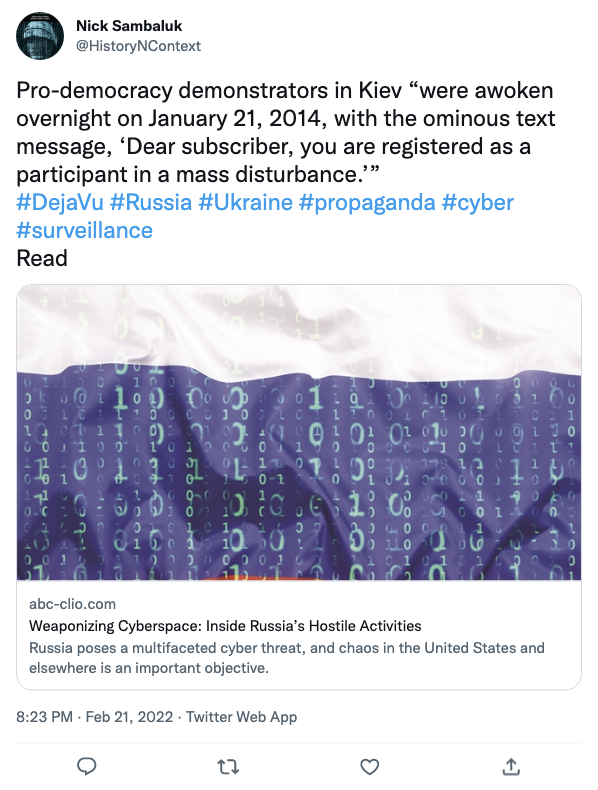 Nick Sambaluk
@HistoryNContext
Pro-democracy demonstrators in Kiev “were awoken
overnight on January 21, 2014, with the ominous text
message, ‘Dear subscriber, you are registered as a
participant in a mass disturbance.’”
#DejaVu #Russia #Ukraine #propaganda #cyber
#surveillance
Read
abc-clio.com
Weaponizing Cyberspace: Inside Russia’s Hostile Activities
Russia poses a multifaceted cyber threat, and chaos in the United States and
elsewhere is an important objective.
8:23 PM · Feb 21, 2022 · Twitter Web App